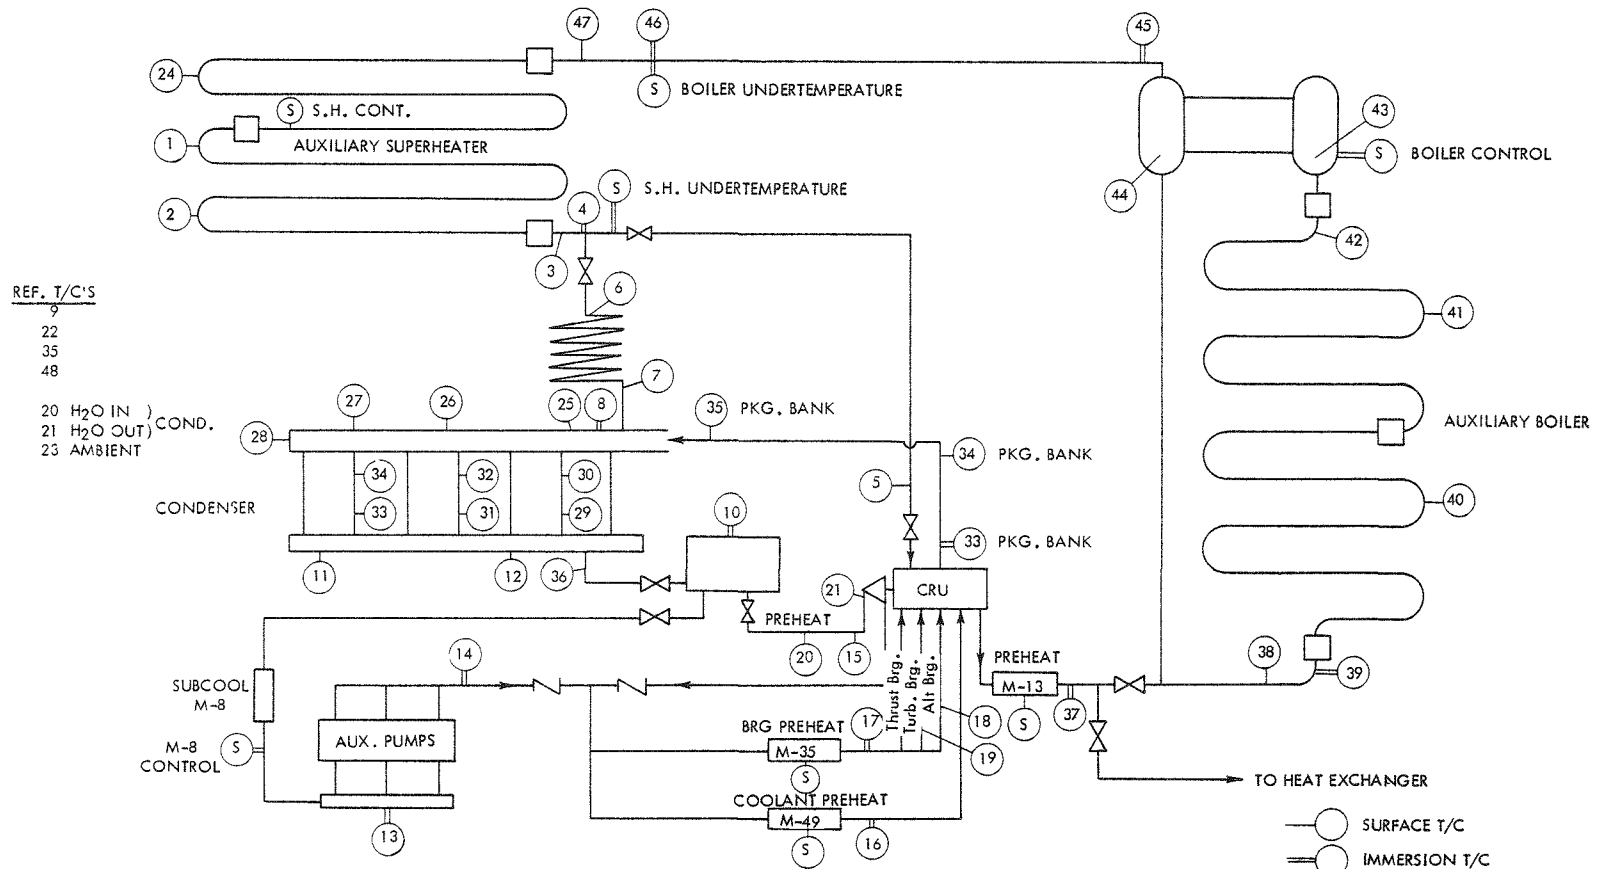 47
46
45
24
S
BOILER UNDERTEMPERATURE
S
S.H. CONT.
43
1
AUXILIARY SUPERHEATER
S
BOILER CONTROL
S
S.H. UNDERTEMPERATURE
44
2
4
42
3
REF. T/C'S
9
22
35
48
6
41
7
20 H2O IN )
21 H2O OUT) COND.
23 AMBIENT
27
26
25
8
35
PKG. BANK
28
AUXILIARY BOILER
34
PKG. BANK
34
32
30
5
40
CONDENSER
33
31
29
10
33
PKG. BANK
11
12
36
21
CRU
PREHEAT
20
15
14
PREHEAT
M-13
S
37
38
39
SUBCOOL
M-8
Thrust Brg.
Turb. Brg.
Alt Brg.
18
19
BRG PREHEAT
17
M-35
S
M-8
CONTROL
S
AUX. PUMPS
TO HEAT EXCHANGER
COOLANT PREHEAT
M-49
S
16
13
SURFACE T/C
IMMERSION T/C